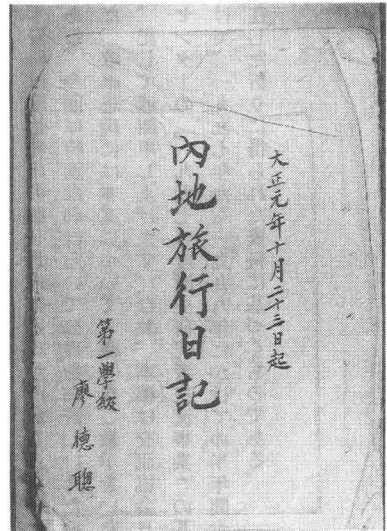 大正元年十月二十三日起
內地旅行日記
第一學級
廖德聰